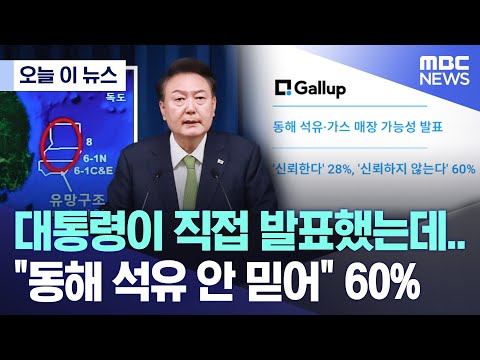 오늘 이 뉴스
MBC
NEWS
독도
8
6-1N
6-1C&E
유망구조
Gallup
동해 석유·가스 매장 가능성 발표
'신뢰한다' 28%, '신뢰하지 않는다' 60%
대통령이 직접 발표했는데..
"동해 석유 안 믿어" 60%